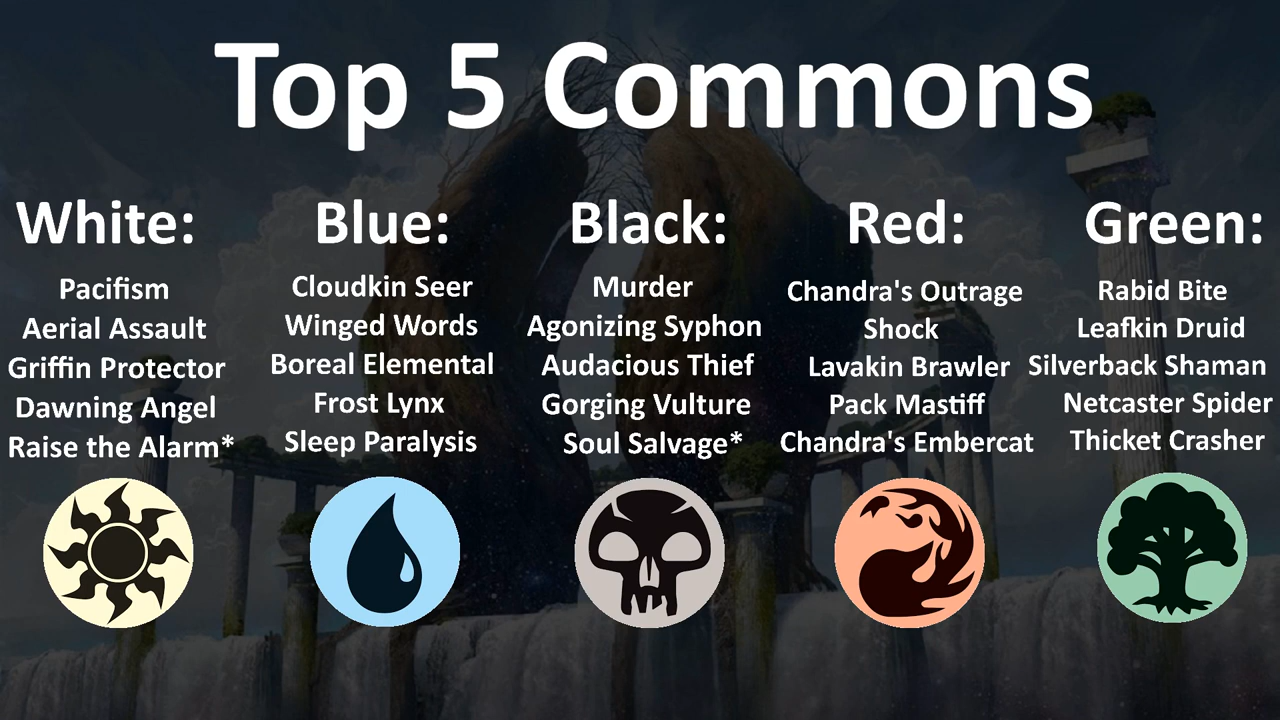 Top 5 Commons
White:
Pacifism
Aerial Assault
Griffin Protector
Dawning Angel
Raise the Alarm*
Blue:
Cloudkin Seer
Winged Words
Boreal Elemental
Frost Lynx
Sleep Paralysis
Black:
Murder
Agonizing Syphon
Audacious Thief
Gorging Vulture
Soul Salvage*
Red:
Chandra's Outrage
Shock
Lavakin Brawler
Pack Mastiff
Chandra's Embercat
Green:
Rabid Bite
Leafkin Druid
Silverback Shaman
Netcaster Spider
Thicket Crasher